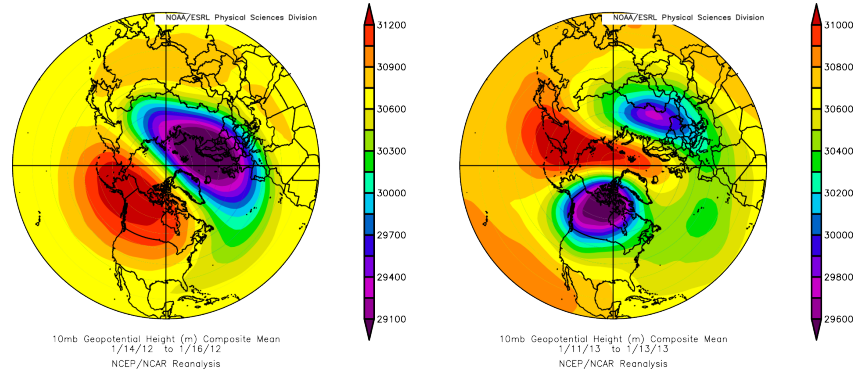 NOAA/ESRL Physical Sciences Division
31200
30900
30600
30300
30000
29700
29400
29100
10mb Geopotential Height (m) Composite Mean
1/14/12 to 1/16/12
NCEP/NCAR Reanalysis
NOAA/ESRL Physical Sciences Division
31000
30800
30600
30400
30200
30000
29800
29600
10mb Geopotential Height (m) Composite Mean
1/11/13 to 1/13/13
NCEP/NCAR Reanalysis